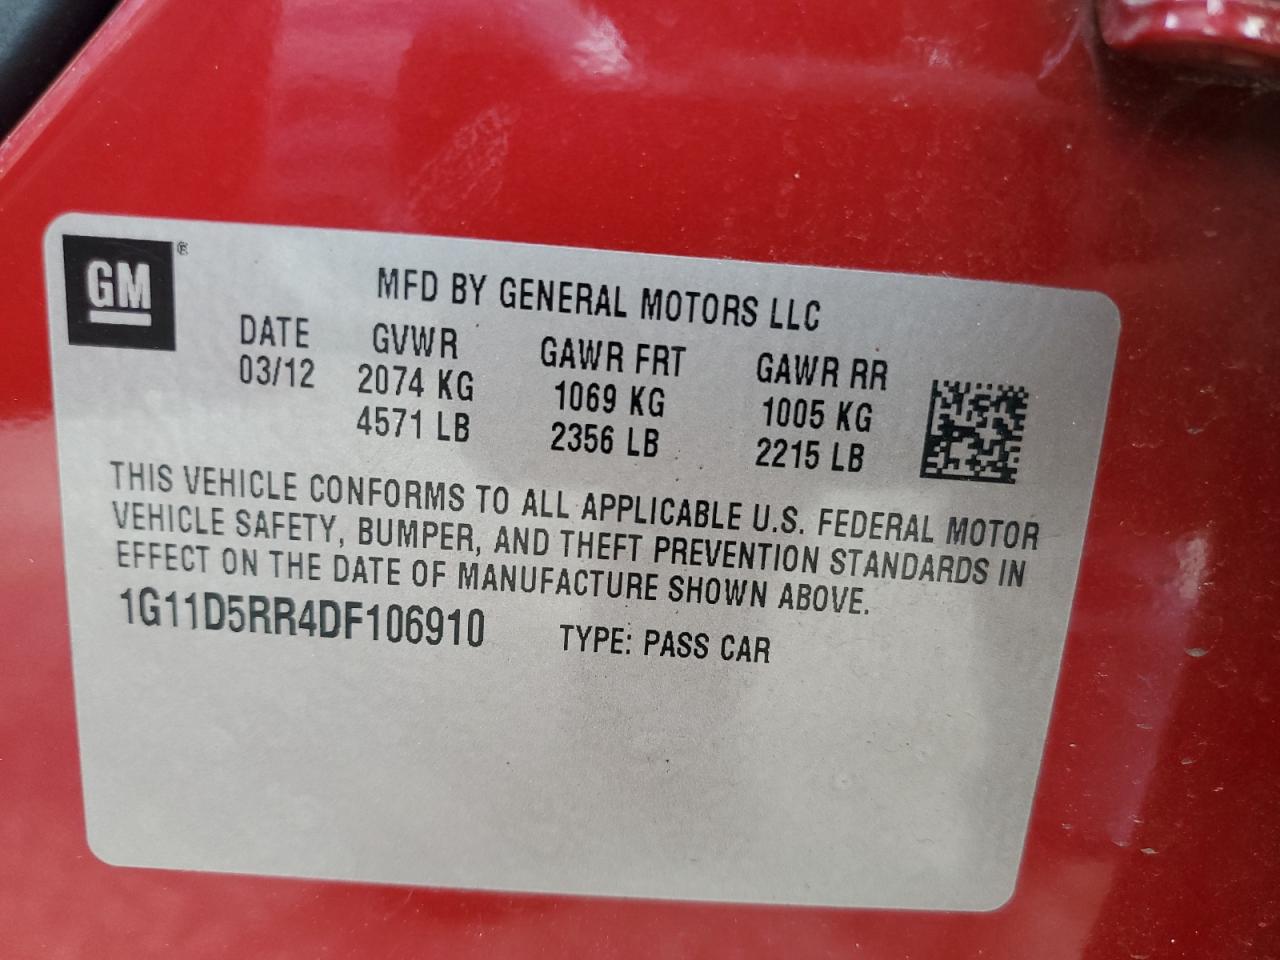 GM ®
MFD BY GENERAL MOTORS LLC
DATE GVWR GAWR FRT GAWR RR
03/12 2074 KG 1069 KG 1005 KG
4571 LB 2356 LB 2215 LB
THIS VEHICLE CONFORMS TO ALL APPLICABLE U.S. FEDERAL MOTOR
VEHICLE SAFETY, BUMPER, AND THEFT PREVENTION STANDARDS IN
EFFECT ON THE DATE OF MANUFACTURE SHOWN ABOVE.
1G11D5RR4DF106910 TYPE: PASS CAR